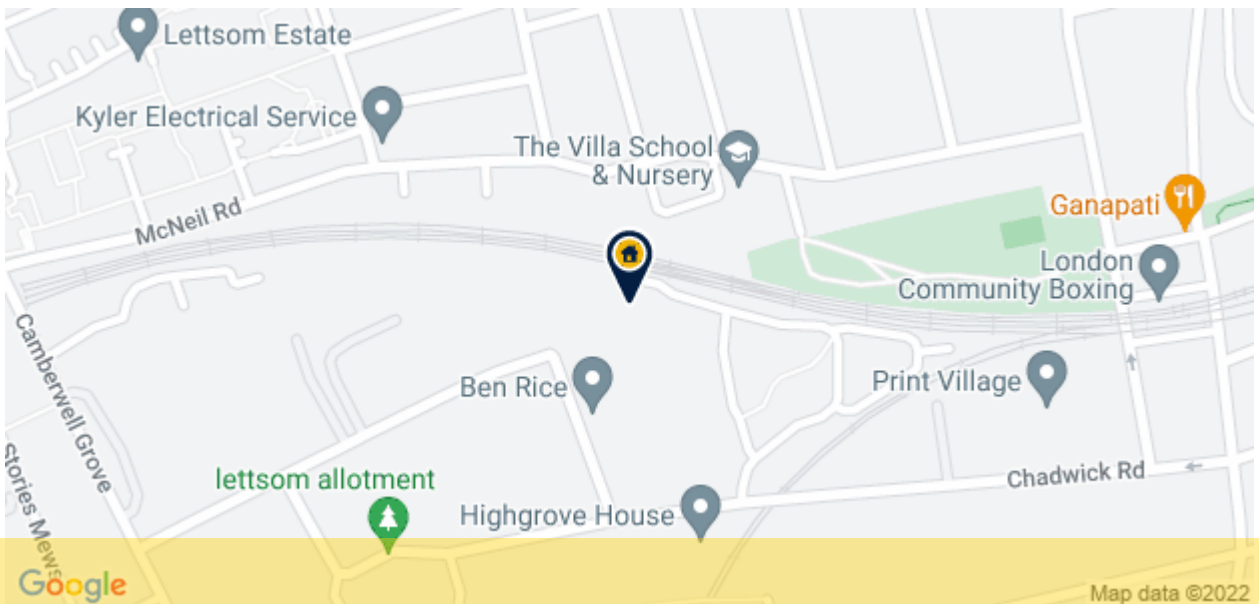 Lettsom Estate
Kyler Electrical Service
The Villa School
& Nursery
McNeil Rd
Ganapati
London
Community Boxing
Camberwell Grove
Ben Rice
Print Village
Stories Mews
lettsom allotment
Chadwick Rd
Highgrove House
Google
Map data ©2022